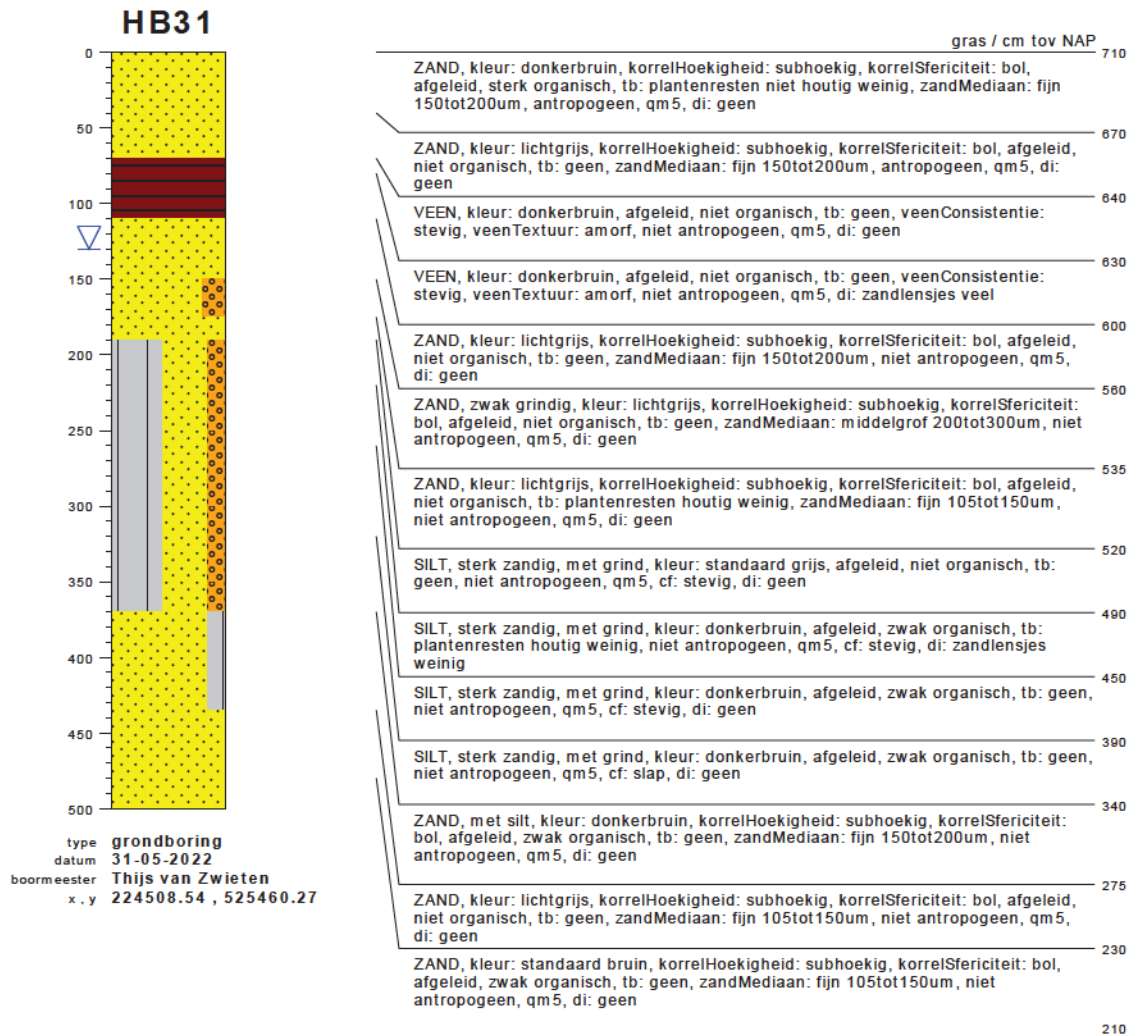 HB31
gras / cm tov NAP
0
50
100
150
200
250
300
350
400
450
500
710
ZAND, kleur: donkerbruin, korrelHoekigheid: subhoekig, korrelSfericiteit: bol,
afgeleid, sterk organisch, tb: plantenresten niet houtig weinig, zandMediaan: fijn
150tot200um, antropogeen, qm5, di: geen
670
ZAND, kleur: lichtgrijs, korrelHoekigheid: subhoekig, korrelSfericiteit: bol, afgeleid,
niet organisch, tb: geen, zandMediaan: fijn 150tot200um, antropogeen, qm5, di:
geen
640
VEEN, kleur: donkerbruin, afgeleid, niet organisch, tb: geen, veenConsistentie:
stevig, veenTextuur: amorf, niet antropogeen, qm5, di: geen
630
VEEN, kleur: donkerbruin, afgeleid, niet organisch, tb: geen, veenConsistentie:
stevig, veenTextuur: amorf, niet antropogeen, qm5, di: zandlensjes veel
600
ZAND, kleur: lichtgrijs, korrelHoekigheid: subhoekig, korrelSfericiteit: bol, afgeleid,
niet organisch, tb: geen, zandMediaan: fijn 150tot200um, niet antropogeen, qm5,
di: geen
560
ZAND, zwak grindig, kleur: lichtgrijs, korrelHoekigheid: subhoekig, korrelSfericiteit:
bol, afgeleid, niet organisch, tb: geen, zandMediaan: middelgrof 200tot300um, niet
antropogeen, qm5, di: geen
535
ZAND, kleur: lichtgrijs, korrelHoekigheid: subhoekig, korrelSfericiteit: bol, afgeleid,
niet organisch, tb: plantenresten houtig weinig, zandMediaan: fijn 105tot150um,
niet antropogeen, qm5, di: geen
520
SILT, sterk zandig, met grind, kleur: standaard grijs, afgeleid, niet organisch, tb:
geen, niet antropogeen, qm5, cf: stevig, di: geen
490
SILT, sterk zandig, met grind, kleur: donkerbruin, afgeleid, zwak organisch, tb:
plantenresten houtig weinig, niet antropogeen, qm5, cf: stevig, di: zandlensjes
weinig
450
SILT, sterk zandig, met grind, kleur: donkerbruin, afgeleid, zwak organisch, tb: geen,
niet antropogeen, qm5, cf: stevig, di: geen
390
SILT, sterk zandig, met grind, kleur: donkerbruin, afgeleid, zwak organisch, tb: geen,
niet antropogeen, qm5, cf: slap, di: geen
340
ZAND, met silt, kleur: donkerbruin, korrelHoekigheid: subhoekig, korrelSfericiteit:
bol, afgeleid, zwak organisch, tb: geen, zandMediaan: fijn 150tot200um, niet
antropogeen, qm5, di: geen
275
ZAND, kleur: lichtgrijs, korrelHoekigheid: subhoekig, korrelSfericiteit: bol, afgeleid,
niet organisch, tb: geen, zandMediaan: fijn 105tot150um, niet antropogeen, qm5,
di: geen
230
ZAND, kleur: standaard bruin, korrelHoekigheid: subhoekig, korrelSfericiteit: bol,
afgeleid, zwak organisch, tb: geen, zandMediaan: fijn 105tot150um, niet
antropogeen, qm5, di: geen
210
type grondboring
datum 31-05-2022
boormeester Thijs van Zwieten
x, y 224508.54 , 525460.27